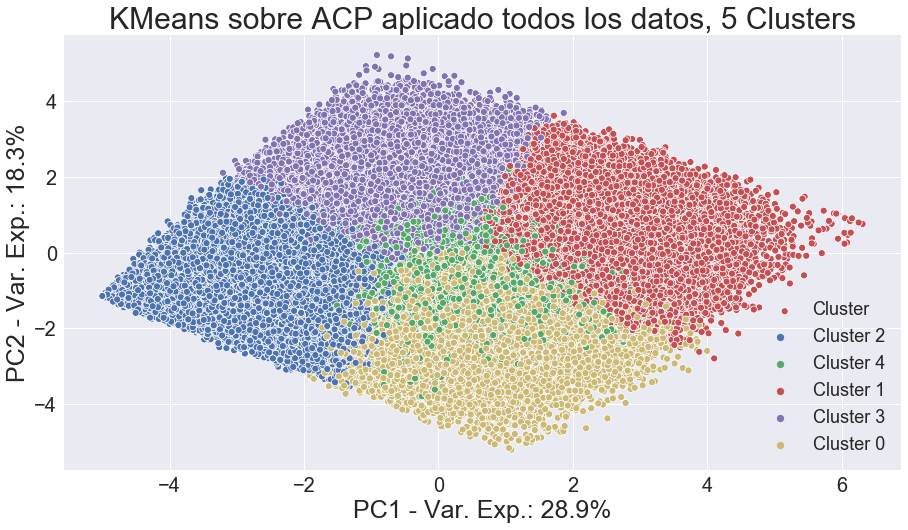 KMeans sobre ACP aplicado todos los datos, 5 Clusters
PC2 - Var. Exp.: 18.3%
4
2
0
−2
−4
Cluster
Cluster 2
Cluster 4
Cluster 1
Cluster 3
Cluster 0
−4 −2 0 2 4 6
PC1 - Var. Exp.: 28.9%